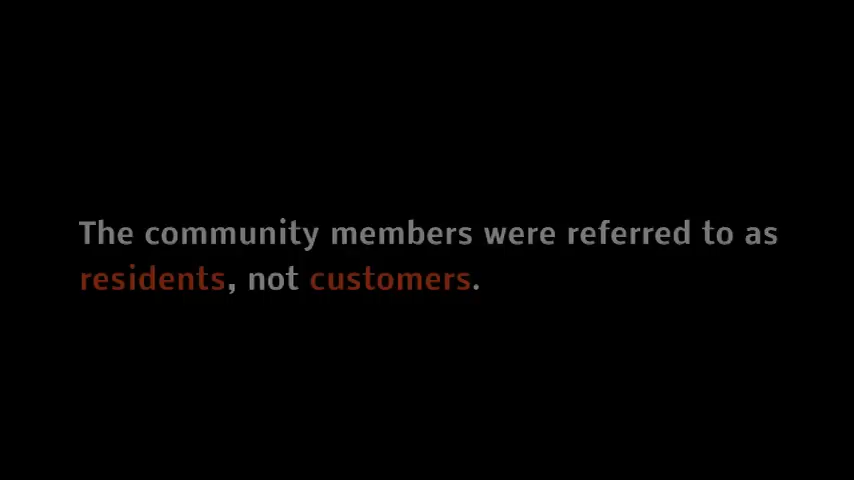 The community members were referred to as
residents, not customers.